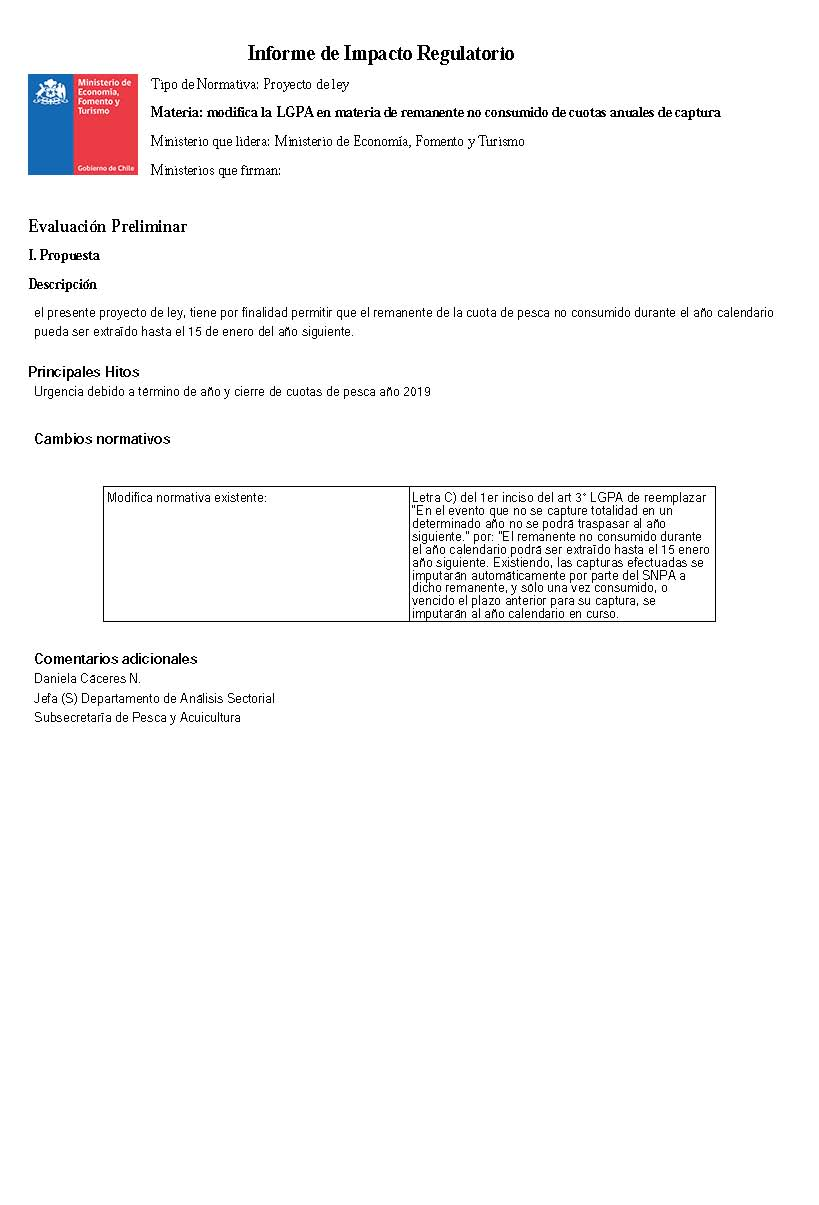 Informe de Impacto Regulatorio
Ministerio de
Economía,
Fomento y
Turismo
Gobierno de Chile
Tipo de Normativa: Proyecto de ley
Materia: modifica la LGPA en materia de remanente no consumido de cuotas anuales de captura
Ministerio que lidera: Ministerio de Economía, Fomento y Turismo
Ministerios que firman:
Evaluación Preliminar
I. Propuesta
Descripción
el presente proyecto de ley, tiene por finalidad permitir que el remanente de la cuota de pesca no consumido durante el año calendario
pueda ser extraído hasta el 15 de enero del año siguiente.
Principales Hitos
Urgencia debido a término de año y cierre de cuotas de pesca año 2019
Cambios normativos
Modifica normativa existente:
Letra C) del 1er inciso del art 3° LGPA de reemplazar
"En el evento que no se capture totalidad en un
determinado año no se podrá traspasar al año
siguiente." por: "El remanente no consumido durante
el año calendario podrá ser extraído hasta el 15 enero
año siguiente. Existiendo, las capturas efectuadas se
imputarán automáticamente por parte del SNPA a
dicho remanente, y sólo una vez consumido, o
vencido el plazo anterior para su captura, se
imputarán al año calendario en curso.
Comentarios adicionales
Daniela Cáceres N.
Jefa (S) Departamento de Análisis Sectorial
Subsecretaría de Pesca y Acuicultura